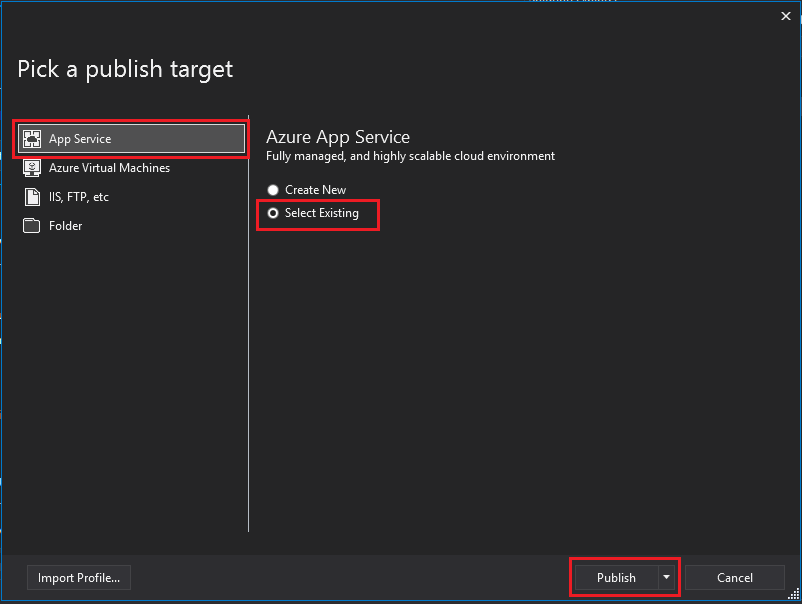 Pick a publish target
App Service
Azure Virtual Machines
IIS, FTP, etc
Folder
Azure App Service
Fully managed, and highly scalable cloud environment
Create New
Select Existing
Import Profile...
Publish
Cancel